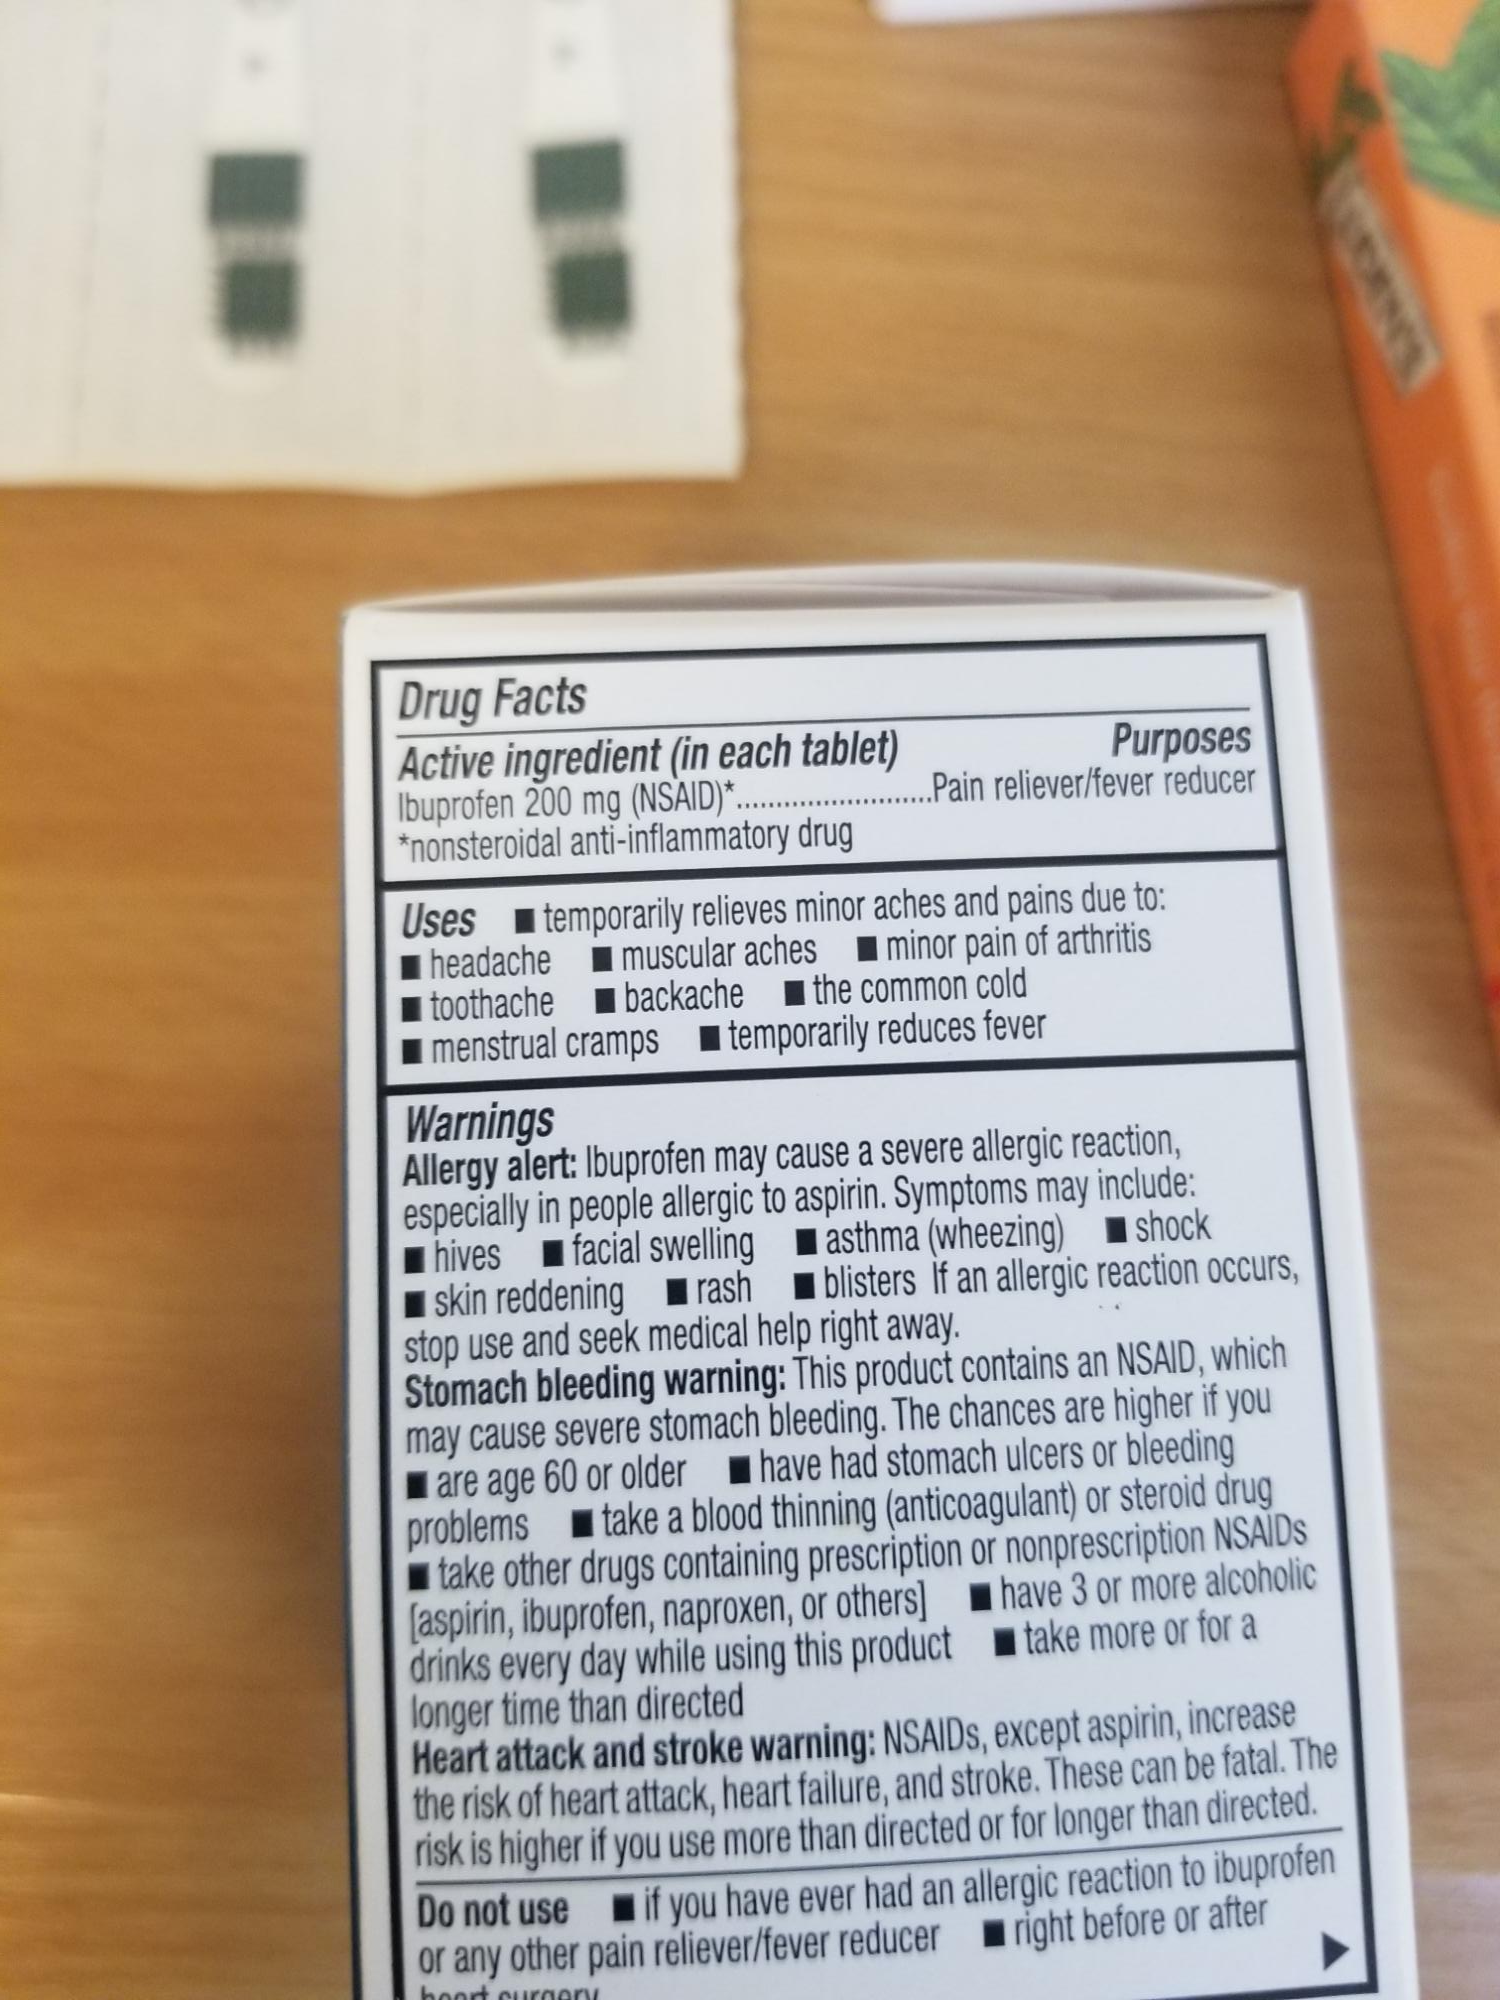 Drug Facts
Active ingredient (in each tablet) Purposes
Ibuprofen 200 mg (NSAID)*.........................Pain reliever/fever reducer
*nonsteroidal anti-inflammatory drug
Uses ■ temporarily relieves minor aches and pains due to:
■ headache ■ muscular aches ■ minor pain of arthritis
■ toothache ■ backache ■ the common cold
■ menstrual cramps ■ temporarily reduces fever
Warnings
Allergy alert: Ibuprofen may cause a severe allergic reaction,
especially in people allergic to aspirin. Symptoms may include:
■ hives ■ facial swelling ■ asthma (wheezing) ■ shock
■ skin reddening ■ rash ■ blisters If an allergic reaction occurs,
stop use and seek medical help right away.
Stomach bleeding warning: This product contains an NSAID, which
may cause severe stomach bleeding. The chances are higher if you
■ are age 60 or older ■ have had stomach ulcers or bleeding
problems ■ take a blood thinning (anticoagulant) or steroid drug
■ take other drugs containing prescription or nonprescription NSAIDs
[aspirin, ibuprofen, naproxen, or others] ■ have 3 or more alcoholic
drinks every day while using this product ■ take more or for a
longer time than directed
Heart attack and stroke warning: NSAIDs, except aspirin, increase
the risk of heart attack, heart failure, and stroke. These can be fatal. The
risk is higher if you use more than directed or for longer than directed.
Do not use ■ if you have ever had an allergic reaction to ibuprofen
or any other pain reliever/fever reducer ■ right before or after
heart surgery